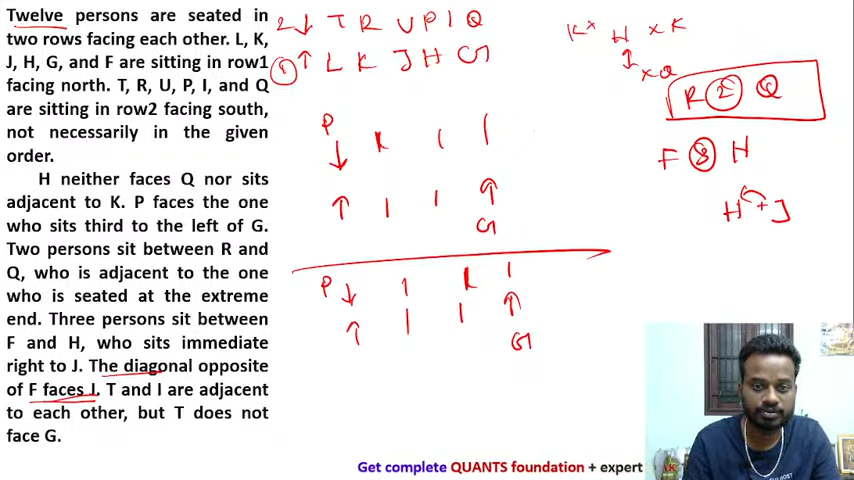 Twelve persons are seated in
two rows facing each other. L, K,
J, H, G, and F are sitting in row1
facing north. T, R, U, P, I, and Q
are sitting in row2 facing south,
not necessarily in the given
order.
H neither faces Q nor sits
adjacent to K. P faces the one
who sits third to the left of G.
Two persons sit between R and
Q, who is adjacent to the one
who is seated at the extreme
end. Three persons sit between
F and H, who sits immediate
right to J. The diagonal opposite
of F faces I. T and I are adjacent
to each other, but T does not
face G.
2 ↓ T R U P I Q
① ↑ L K J H G
K× H ×K
↕ ×Q
R ② Q
F ③ H
H + J
P
↓
↑ ↑
G
P ↓
↑ ↑
G
Get complete QUANTS foundation + expert